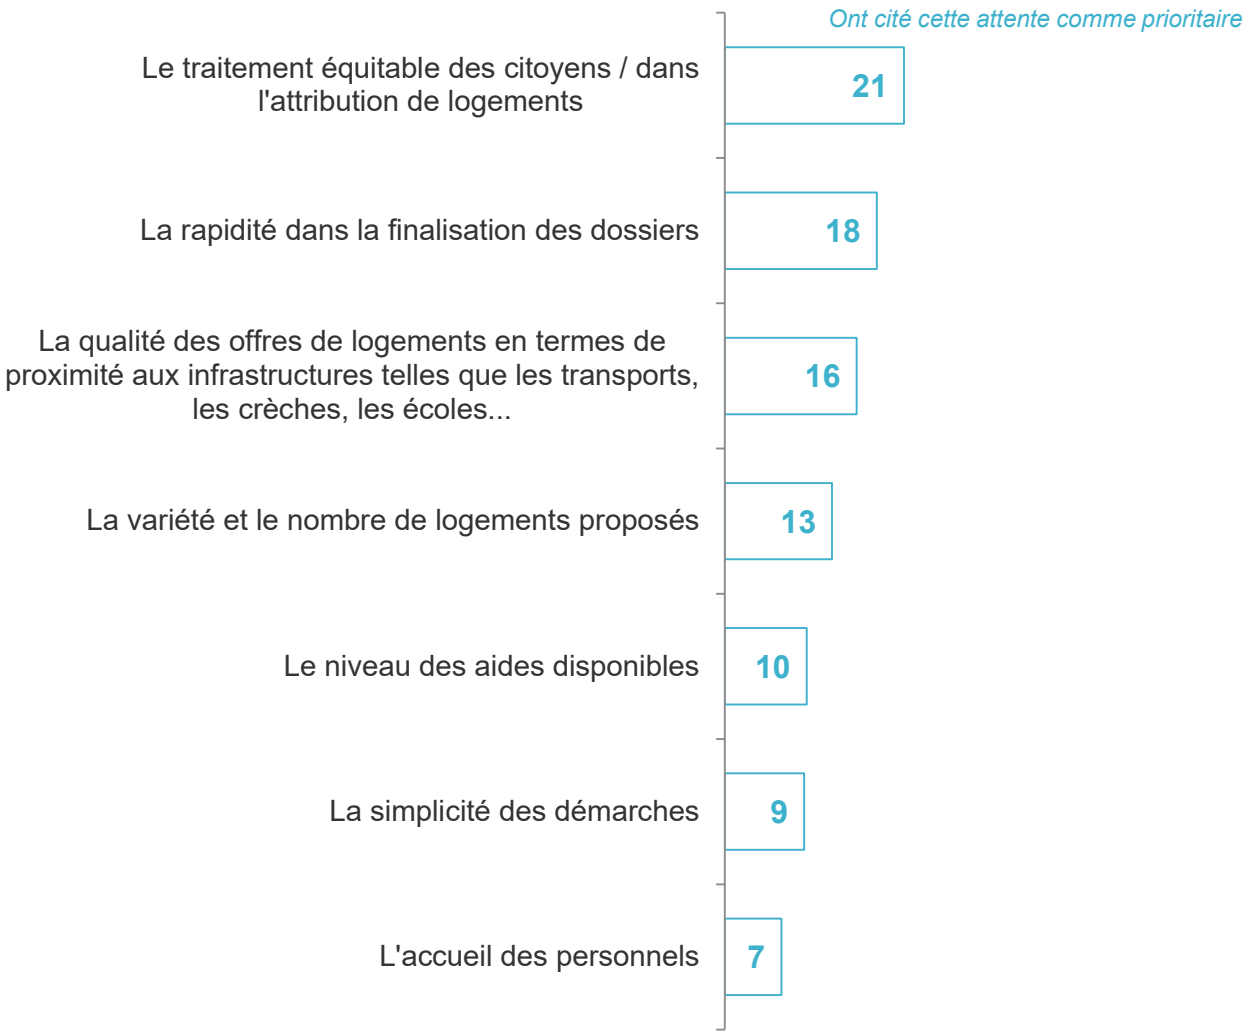 Ont cité cette attente comme prioritaire
Le traitement équitable des citoyens / dans
l'attribution de logements
21
La rapidité dans la finalisation des dossiers
18
La qualité des offres de logements en termes de
proximité aux infrastructures telles que les transports,
les crèches, les écoles...
16
La variété et le nombre de logements proposés
13
Le niveau des aides disponibles
10
La simplicité des démarches
9
L'accueil des personnels
7